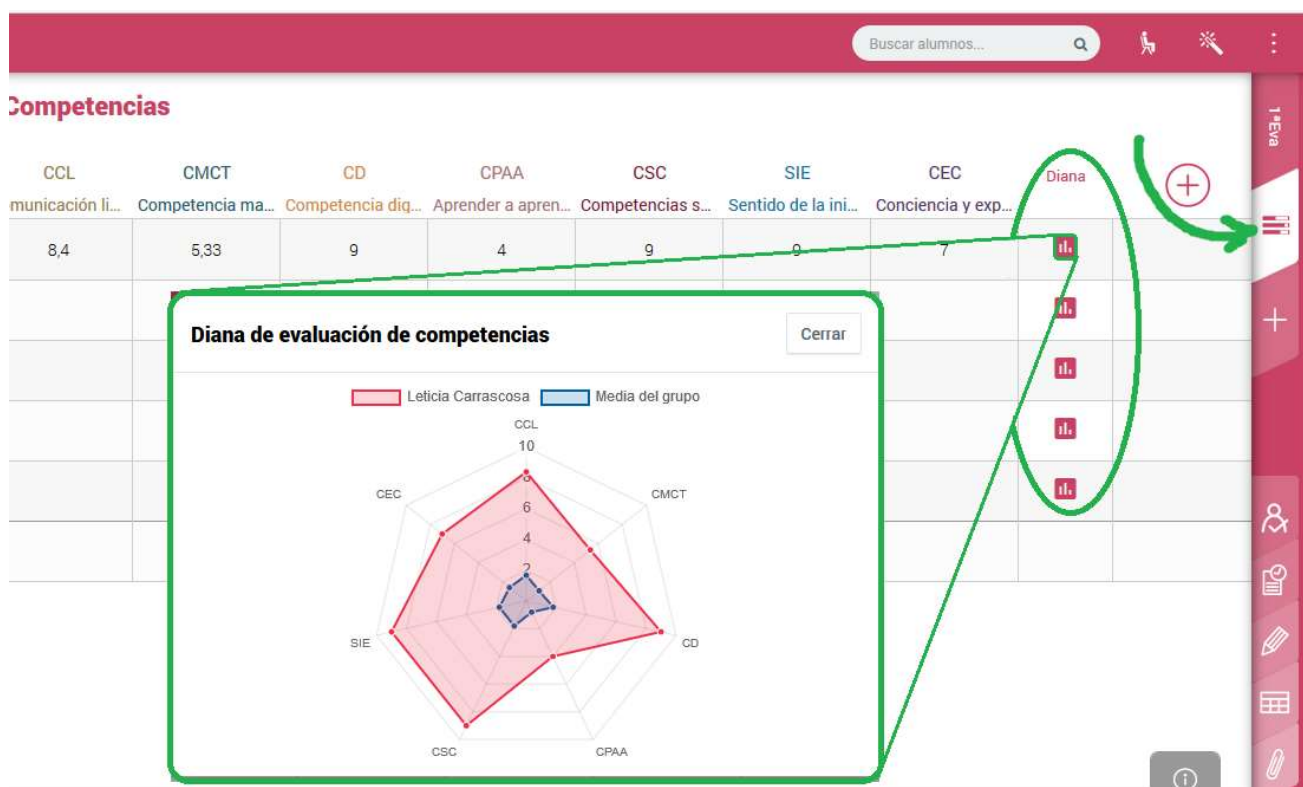 Buscar alumnos...
Competencias
1ªEva
CCL CMCT CD CPAA CSC SIE CEC Diana
municación li... Competencia ma... Competencia dig... Aprender a apren... Competencias s... Sentido de la ini... Conciencia y exp...
8,4 5,33 9 4 9 9 7
Diana de evaluación de competencias Cerrar
Leticia Carrascosa Media del grupo
CCL
10
8
CEC CMCT
6
4
2
SIE CD
CSC CPAA